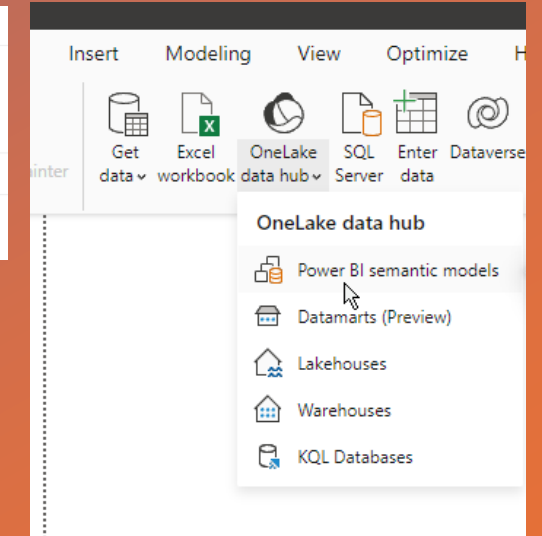 Insert Modeling View Optimize H
Get data
Excel workbook
OneLake data hub
SQL Server
Enter data
Dataverse
ainter
OneLake data hub
Power BI semantic models
Datamarts (Preview)
Lakehouses
Warehouses
KQL Databases